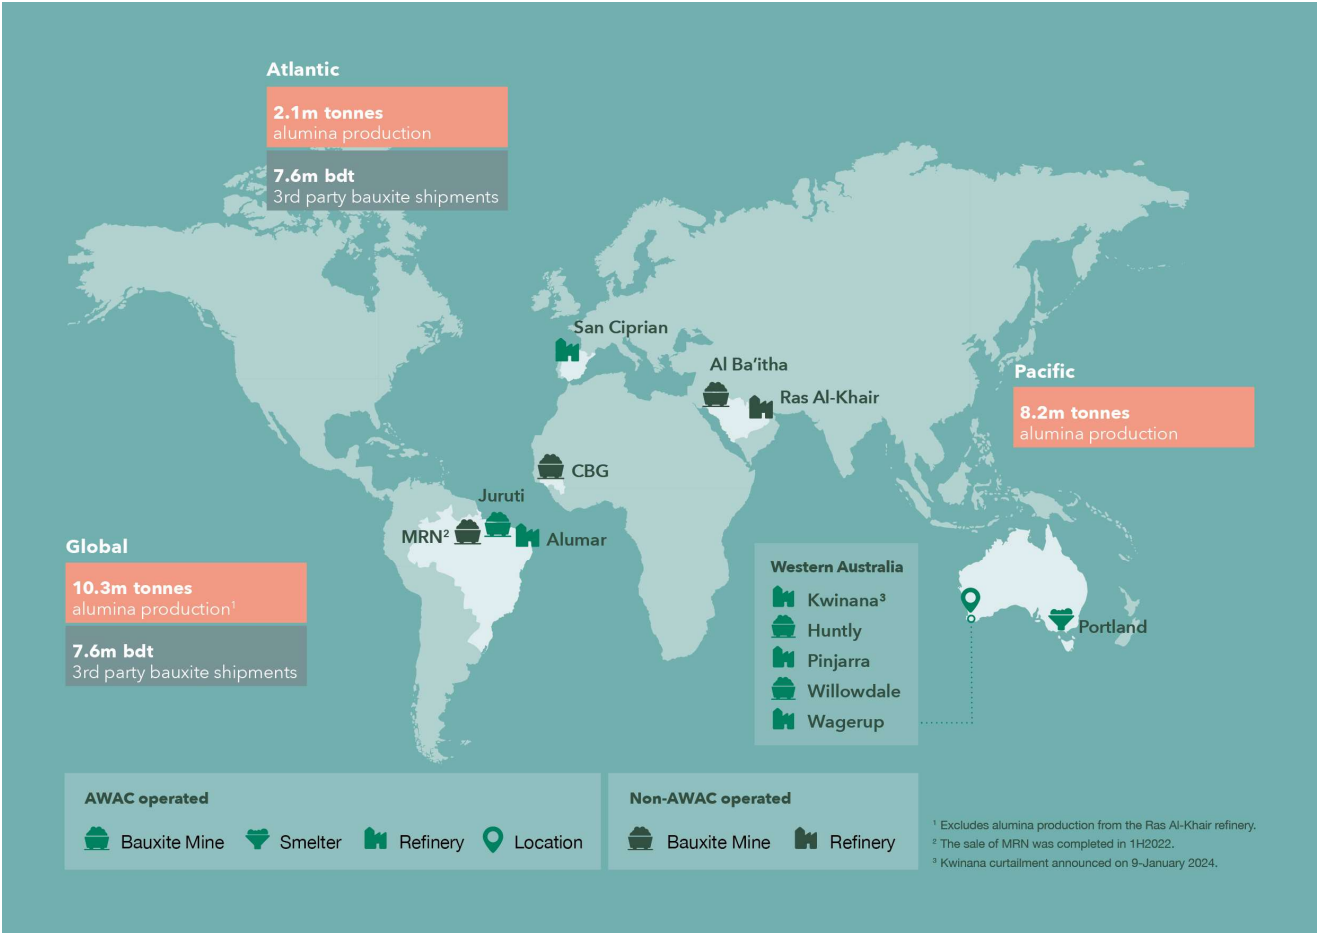 Atlantic
2.1m tonnes
alumina production
7.6m bdt
3rd party bauxite shipments
San Ciprian
Al Ba’itha
Ras Al-Khair
Pacific
8.2m tonnes
alumina production
CBG
Juruti
MRN²
Alumar
Global
10.3m tonnes
alumina production¹
7.6m bdt
3rd party bauxite shipments
Western Australia
Kwinana³
Huntly
Pinjarra
Willowdale
Wagerup
Portland
AWAC operated
Bauxite Mine Smelter Refinery Location
Non-AWAC operated
Bauxite Mine Refinery
¹ Excludes alumina production from the Ras Al-Khair refinery.
² The sale of MRN was completed in 1H2022.
³ Kwinana curtailment announced on 9-January 2024.